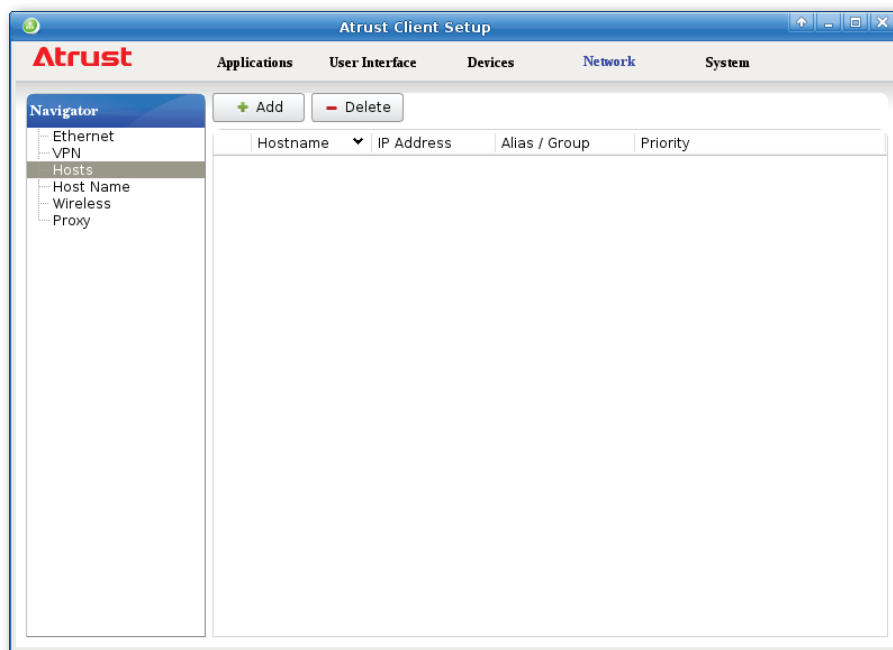 Atrust Client Setup
Atrust
Applications User Interface Devices Network System
Navigator
Ethernet
VPN
Hosts
Host Name
Wireless
Proxy
Add Delete
Hostname IP Address Alias / Group Priority